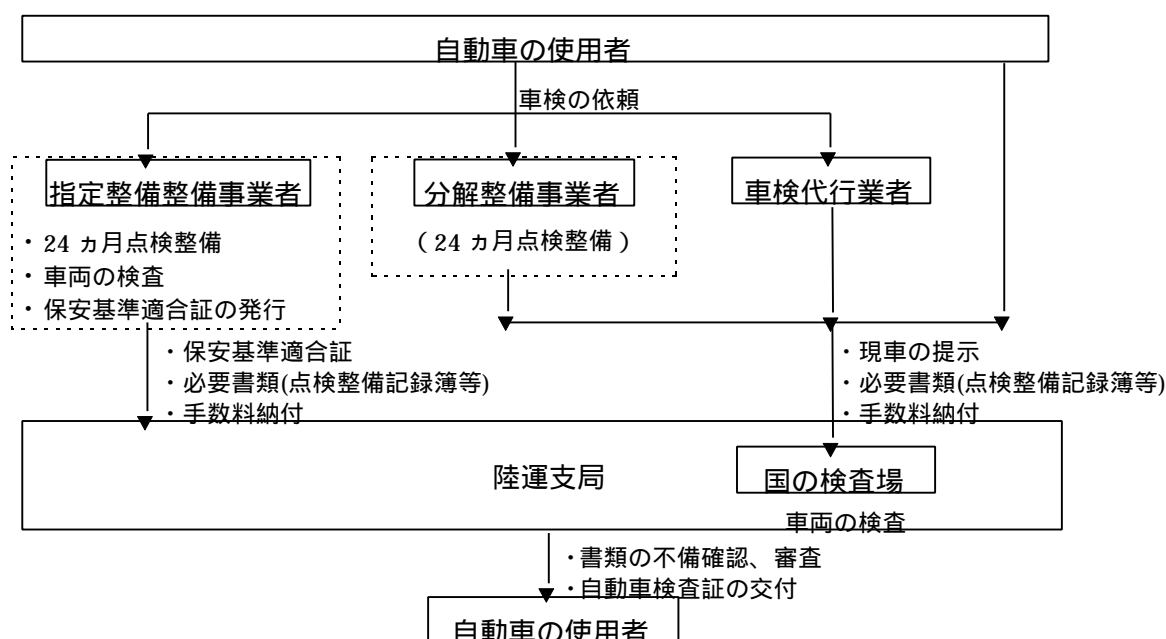 自動車の使用者
車検の依頼
指定整備整備事業者
分解整備事業者
車検代行業者
・24ヵ月点検整備
・車両の検査
・保安基準適合証の発行
(24ヵ月点検整備)
・保安基準適合証
・必要書類(点検整備記録簿等)
・手数料納付
・現車の提示
・必要書類(点検整備記録簿等)
・手数料納付
陸運支局
国の検査場
車両の検査
・書類の不備確認、審査
・自動車検査証の交付
自動車の使用者